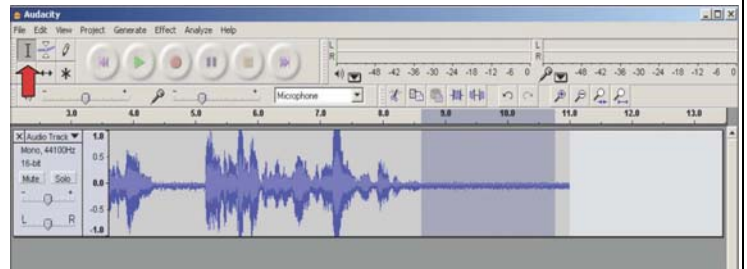 Audacity
File Edit View Project Generate Effect Analyze Help
L
R
-48 -42 -36 -30 -24 -18 -12 -6 0
L
R
-48 -42 -36 -30 -24 -18 -12 -6 0
- + - + Microphone
3.0 4.0 5.0 6.0 7.0 8.0 9.0 10.0 11.0 12.0 13.0
X Audio Track 1.0
Mono, 44100Hz
16-bit 0.5
Mute Solo
- + 0.0
-0.5
L R
-1.0